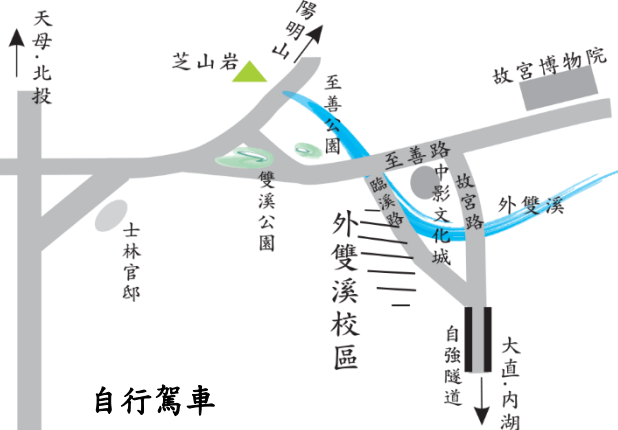 天母·北投
陽明山
芝山岩
至善公園
故宮博物院
至善路
雙溪公園
臨溪路
中影文化城
故宮路
外雙溪
士林官邸
外雙溪校區
自強隧道
大直·內湖
自行駕車